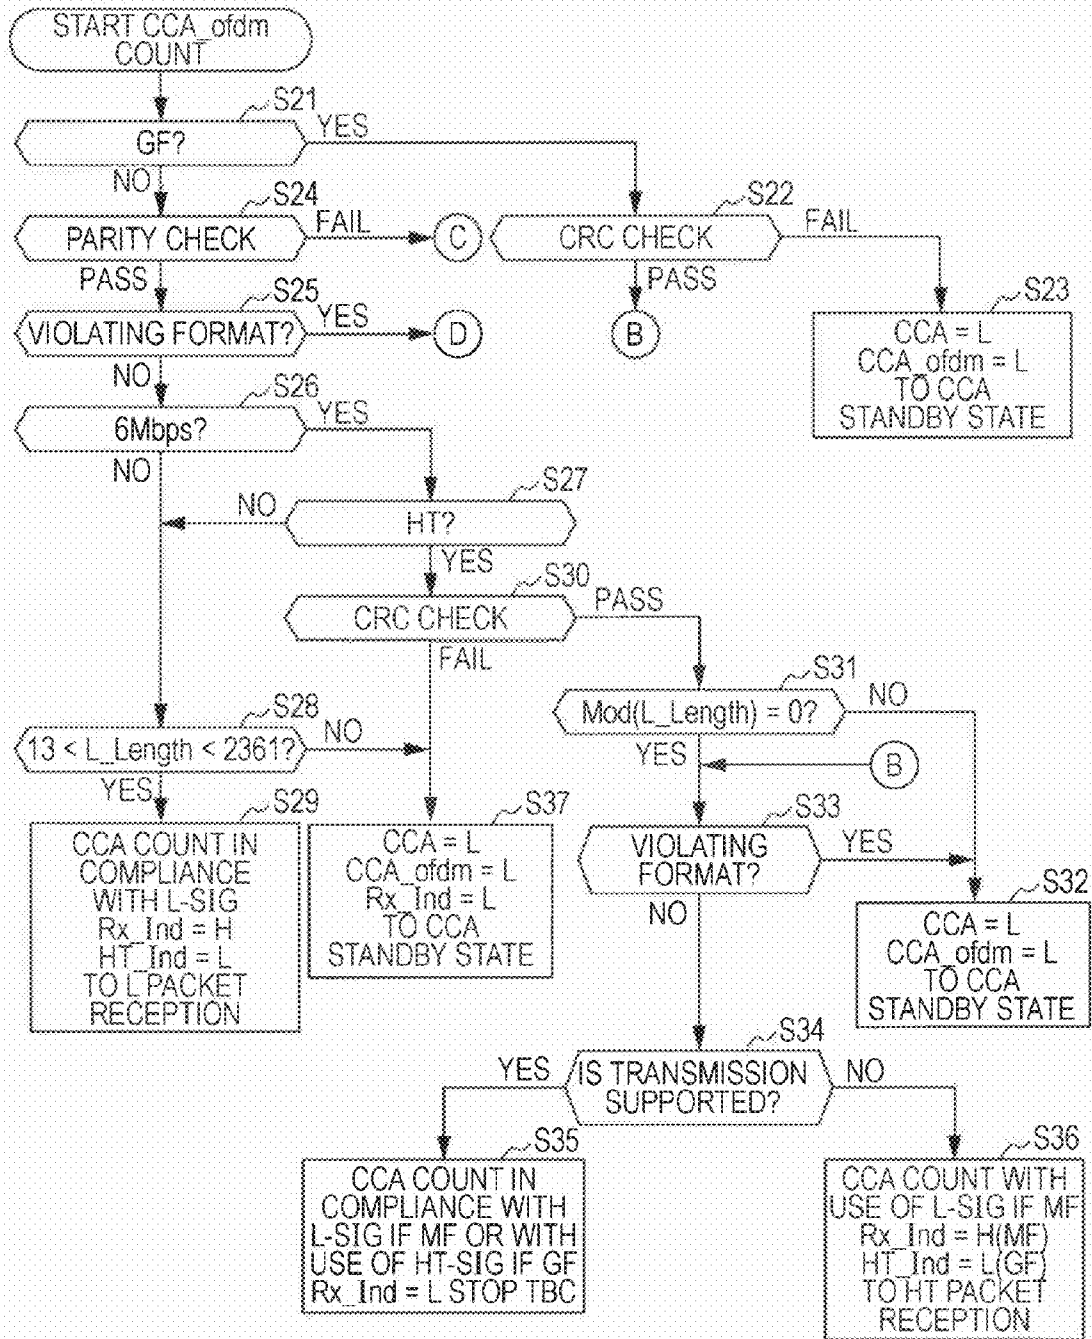 START CCA_ofdm
COUNT
S21
GF?
YES
NO
S24
PARITY CHECK
FAIL
C
S22
CRC CHECK
FAIL
PASS
B
PASS
S25
VIOLATING FORMAT?
YES
D
S23
CCA = L
CCA_ofdm = L
TO CCA
STANDBY STATE
NO
S26
6Mbps?
YES
NO
S27
HT?
NO
YES
S30
CRC CHECK
PASS
FAIL
S31
Mod(L_Length) = 0?
NO
YES
B
S28
13 < L_Length < 2361?
NO
YES
S29
CCA COUNT IN
COMPLIANCE
WITH L-SIG
Rx_Ind = H
HT_Ind = L
TO L PACKET
RECEPTION
S37
CCA = L
CCA_ofdm = L
Rx_Ind = L
TO CCA
STANDBY STATE
S33
VIOLATING
FORMAT?
YES
NO
S32
CCA = L
CCA_ofdm = L
TO CCA
STANDBY STATE
S34
IS TRANSMISSION
SUPPORTED?
YES
NO
S35
CCA COUNT IN
COMPLIANCE WITH
L-SIG IF MF OR WITH
USE OF HT-SIG IF GF
Rx_Ind = L STOP TBC
S36
CCA COUNT WITH
USE OF L-SIG IF MF
Rx_Ind = H(MF)
HT_Ind = L(GF)
TO HT PACKET
RECEPTION